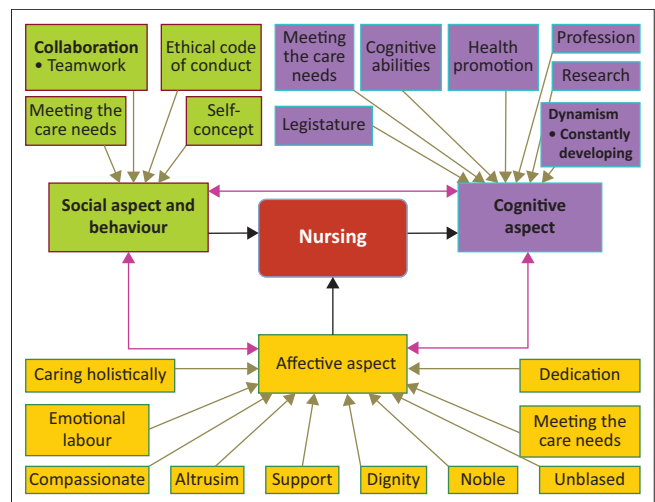 Collaboration
• Teamwork
Ethical code
of conduct
Meeting the
care needs
Self-
concept
Meeting
the care
needs
Cognitive
abilities
Health
promotion
Profession
Research
Legistature
Dynamism
• Constantly
developing
Social aspect and
behaviour
Nursing
Cognitive
aspect
Affective aspect
Caring holistically
Dedication
Emotional
labour
Meeting the
care needs
Compassionate
Altrusim
Support
Dignity
Noble
Unblased